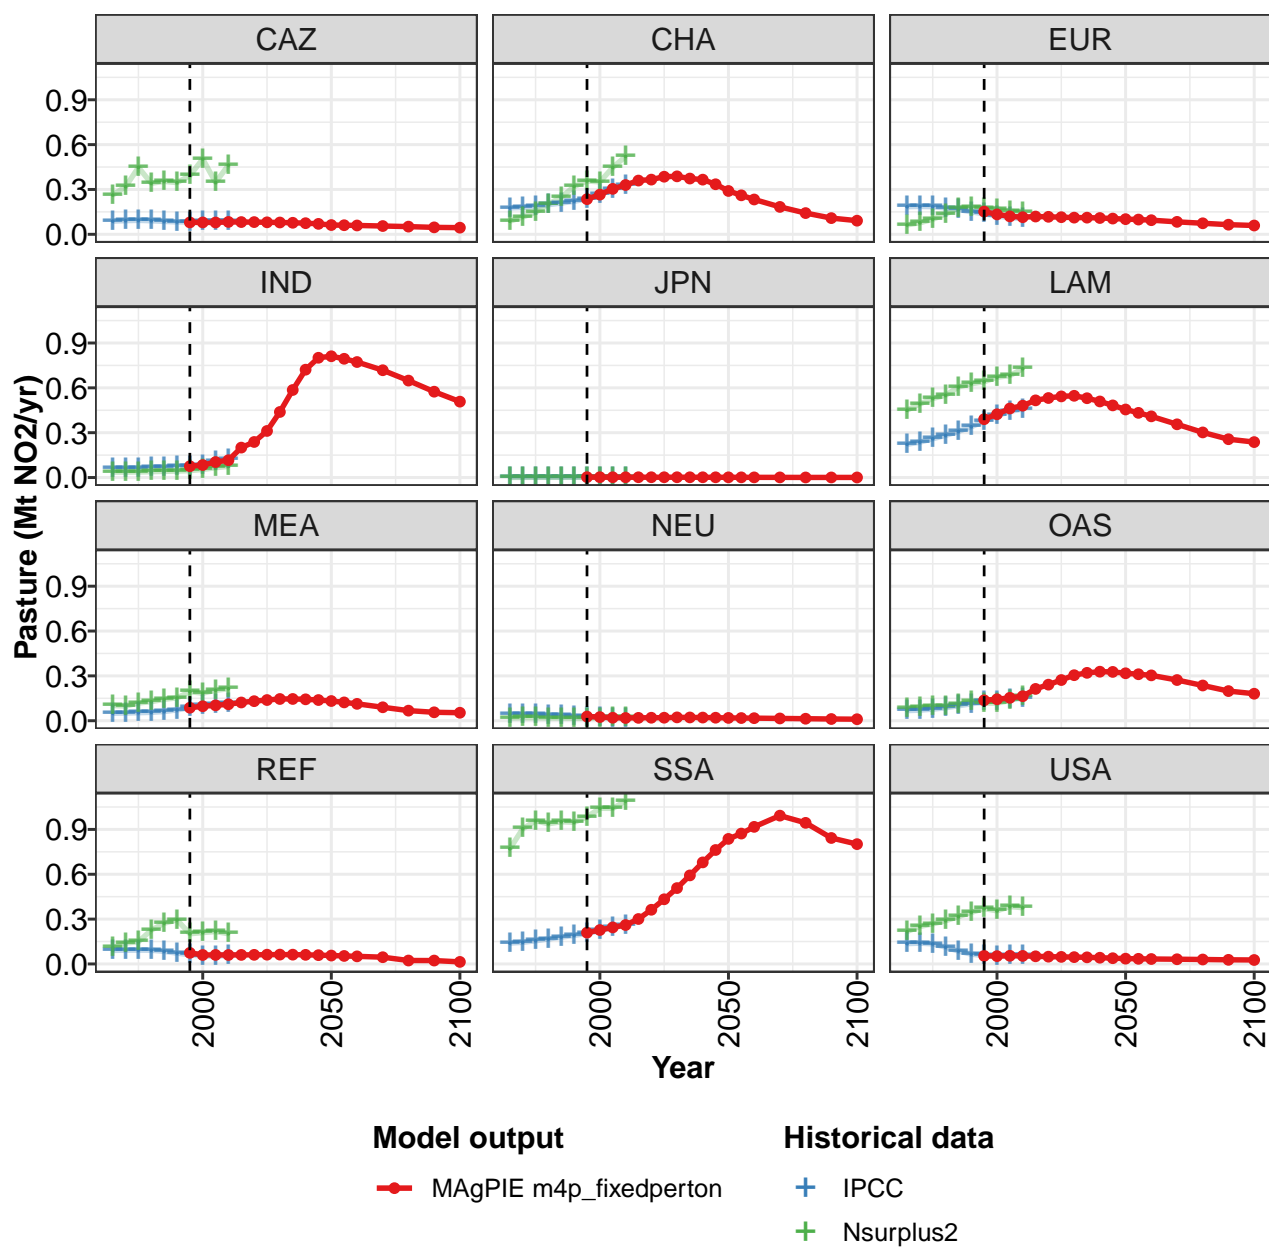 CAZ CHA EUR
0.9
0.6
0.3
0.0
IND JPN LAM
0.9
0.6
0.3
0.0
MEA NEU OAS
0.9
0.6
0.3
0.0
REF SSA USA
0.9
0.6
0.3
0.0
Pasture (Mt NO2/yr)
2000 2050 2100 2000 2050 2100 2000 2050 2100
Year
Model output Historical data
MAgPIE m4p_fixedperton IPCC
Nsurplus2